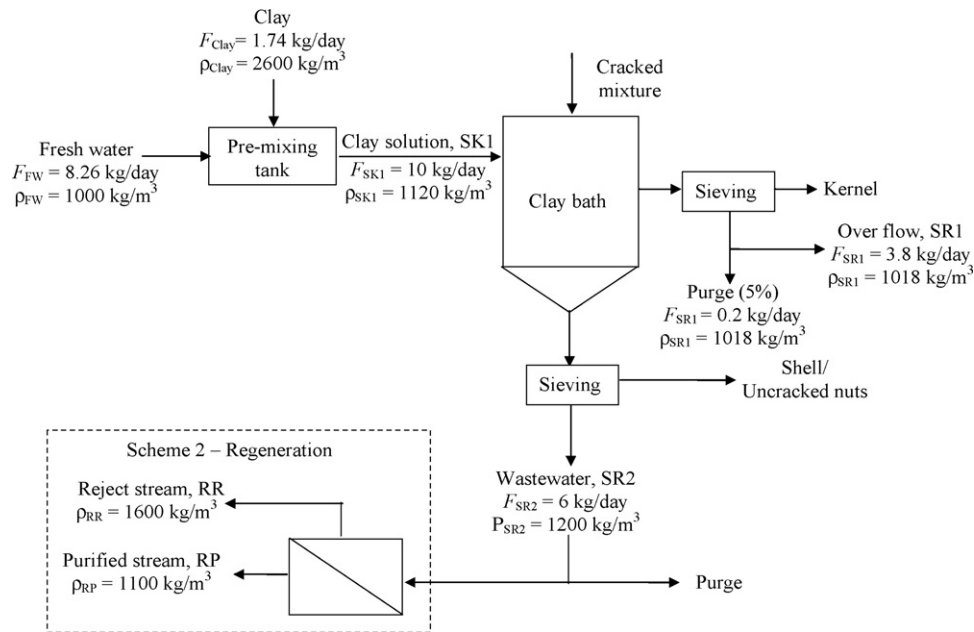 Clay
F_Clay = 1.74 kg/day
ρ_Clay = 2600 kg/m³
Cracked
mixture
Fresh water
F_FW = 8.26 kg/day
ρ_FW = 1000 kg/m³
Pre-mixing
tank
Clay solution, SK1
F_SK1 = 10 kg/day
ρ_SK1 = 1120 kg/m³
Clay bath
Sieving
Kernel
Over flow, SR1
F_SR1 = 3.8 kg/day
ρ_SR1 = 1018 kg/m³
Purge (5%)
F_SR1 = 0.2 kg/day
ρ_SR1 = 1018 kg/m³
Sieving
Shell/
Uncracked nuts
Scheme 2 – Regeneration
Reject stream, RR
ρ_RR = 1600 kg/m³
Purified stream, RP
ρ_RP = 1100 kg/m³
Wastewater, SR2
F_SR2 = 6 kg/day
P_SR2 = 1200 kg/m³
Purge